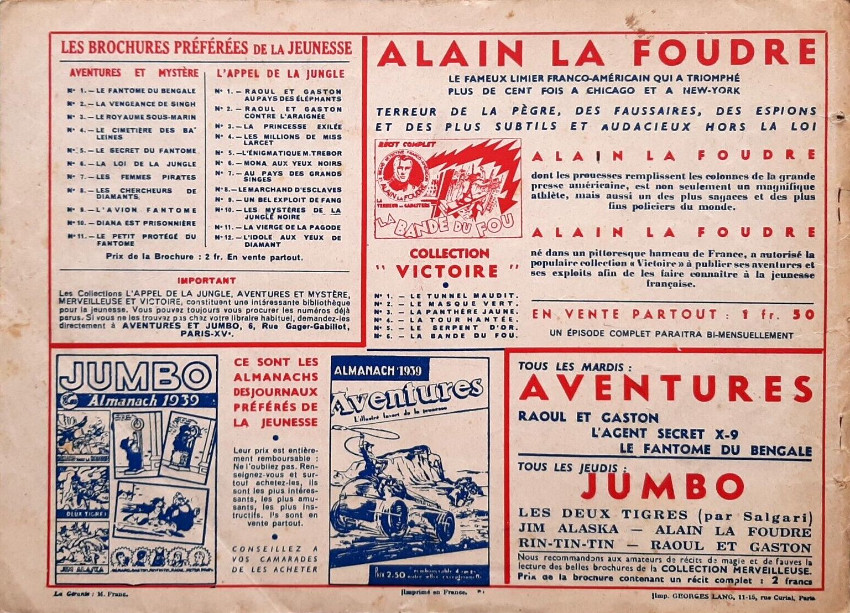 LES BROCHURES PRÉFÉRÉES DE LA JEUNESSE
AVENTURES ET MYSTÈRE
N° 1.—LE FANTOME DU BENGALE
N° 2.—LA VENGEANCE DE SINGH
N° 3.—LE ROYAUME SOUS-MARIN
N° 4.—LE CIMETIÈRE DES BALEINES
N° 5.—LE SECRET DU FANTOME
N° 6.—LA LOI DE LA JUNGLE
N° 7.—LES FEMMES PIRATES
N° 8.—LES CHERCHEURS DE
DIAMANTS
N° 9.—L'AVION FANTOME
N° 10.—DIANA EST PRISONNIÈRE
N° 11.—LE PETIT PROTÉGÉ DU
FANTOME
L'APPEL DE LA JUNGLE
N° 1.—RAOUL ET GASTON
AU PAYS DES ÉLÉPHANTS
N° 2.—RAOUL ET GASTON
CONTRE L'ARAIGNÉE
N° 3.—LA PRINCESSE EXILÉE
N° 4.—LES MILLIONS DE MISS
LARCET
N° 5.—L'ÉNIGMATIQUE M. TREBOR
N° 6.—MONA AUX YEUX NOIRS
N° 7.—AU PAYS DES GRANDS
SINGES
N° 8.—LE MARCHAND D'ESCLAVES
N° 9.—UN BEL EXPLOIT DE FANG
N° 10.—LES MYSTÈRES DE LA
JUNGLE NOIRE
N° 11.—LA VIERGE DE LA PAGODE
N° 12.—L'IDOLE AUX YEUX DE
DIAMANT
Prix de la Brochure : 2 fr. En vente partout.
IMPORTANT
Les Collections L'APPEL DE LA JUNGLE, AVENTURES ET MYSTÈRE,
MERVEILLEUSE ET VICTOIRE, constituent une intéressante bibliothèque
pour la jeunesse. Vous pouvez toujours vous procurer les numéros déjà
parus. Si vous ne les trouvez pas chez votre libraire habituel, demandez-les
directement à AVENTURES ET JUMBO, 6, Rue Gager-Gabillot,
PARIS-XV°.
ALAIN LA FOUDRE
LE FAMEUX LIMIER FRANCO-AMÉRICAIN QUI A TRIOMPHÉ
PLUS DE CENT FOIS A CHICAGO ET A NEW-YORK
TERREUR DE LA PÈGRE, DES FAUSSAIRES, DES ESPIONS
ET DES PLUS SUBTILS ET AUDACIEUX HORS LA LOI
RÉCIT COMPLET
ALAIN LA FOUDRE
LA BANDE DU FOU
COLLECTION
"VICTOIRE"
N° 1. - LE TUNNEL MAUDIT.
N° 2. - LE MASQUE VERT.
N° 3. - LA PANTHÈRE JAUNE.
N° 4. - LA TOUR HANTÉE.
N° 5. - LE SERPENT D'OR.
N° 6. - LA BANDE DU FOU.
ALAIN LA FOUDRE
dont les prouesses remplissent les colonnes de la grande
presse américaine, est non seulement un magnifique
athlète, mais aussi un des plus sagaces et des plus
fins policiers du monde.
ALAIN LA FOUDRE
né dans un pittoresque hameau de France, a autorisé la
populaire collection « Victoire » à publier ses aventures et
ses exploits afin de les faire connaître à la jeunesse
française.
EN VENTE PARTOUT : 1 fr. 50
UN ÉPISODE COMPLET PARAITRA BI-MENSUELLEMENT
JUMBO
Almanach 1939
DEUX TIGRES
JIM ALASKA
CE SONT LES
ALMANACHS
DES JOURNAUX
PRÉFÉRÉS DE
LA JEUNESSE
Leur prix est entièrement remboursable :
Ne l'oubliez pas. Renseignez-vous et surtout achetez-les, ils
sont les plus intéressants, les plus amusants, les plus instructifs. Ils sont en
vente partout.
CONSEILLEZ A
VOS CAMARADES
DE LES ACHETER
ALMANACH 1939
Aventures
L'illustré favori de la jeunesse
Prix 2.50
TOUS LES MARDIS :
AVENTURES
RAOUL ET GASTON
L'AGENT SECRET X-9
LE FANTOME DU BENGALE
TOUS LES JEUDIS :
JUMBO
LES DEUX TIGRES (par Salgari)
JIM ALASKA — ALAIN LA FOUDRE
RIN-TIN-TIN — RAOUL ET GASTON
Nous recommandons aux amateurs de récits de magie et de fauves la
lecture des belles brochures de la COLLECTION MERVEILLEUSE.
Prix de la brochure contenant un récit complet : 2 francs
Le Gérante : M. Franc.
Imprimé en France.
Imp. GEORGES LANG, 11-15, rue Curial, Paris